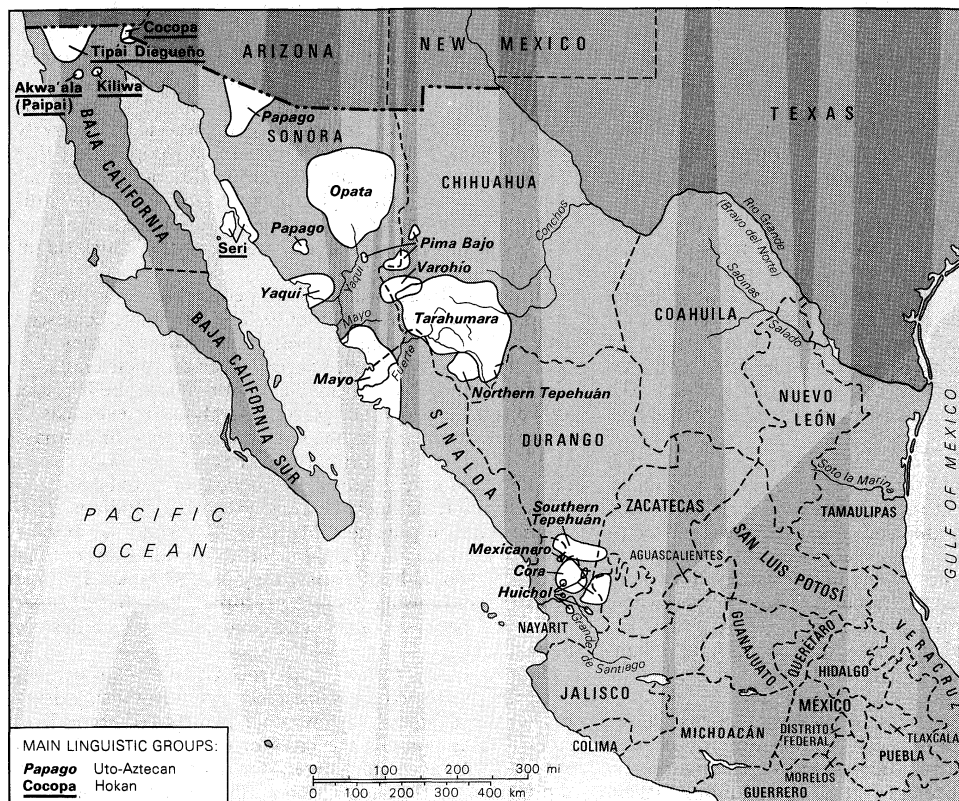 Cocopa
Tipái Diegueño
Akwa'ala
(Paipai)
Kiliwa
ARIZONA
NEW MEXICO
TEXAS
Papago
SONORA
BAJA CALIFORNIA
Opata
CHIHUAHUA
Conchos
Rio Grande
(Bravo del Norte)
Seri
Papago
Pima Bajo
Varohío
Yaqui
Yaqui
Sabinas
COAHUILA
Salado
Mayo
Tarahumara
Fuerte
Mayo
Northern Tepehuán
BAJA CALIFORNIA SUR
SINALOA
DURANGO
NUEVO
LEÓN
GULF OF MEXICO
Soto la Marina
TAMAULIPAS
PACIFIC
OCEAN
Southern
Tepehuán
ZACATECAS
SAN LUIS POTOSÍ
Mexicanero
Cora
Huichol
AGUASCALIENTES
NAYARIT
Grande
de Santiago
GUANAJUATO
QUERÉTARO
HIDALGO
VERACRUZ
JALISCO
MÉXICO
COLIMA
MICHOACÁN
DISTRITOS
FEDERAL
TLAXCALA
PUEBLA
MORELOS
GUERRERO
MAIN LINGUISTIC GROUPS:
Papago Uto-Aztecan
Cocopa Hokan
0 100 200 300 mi
0 100 200 300 400 km